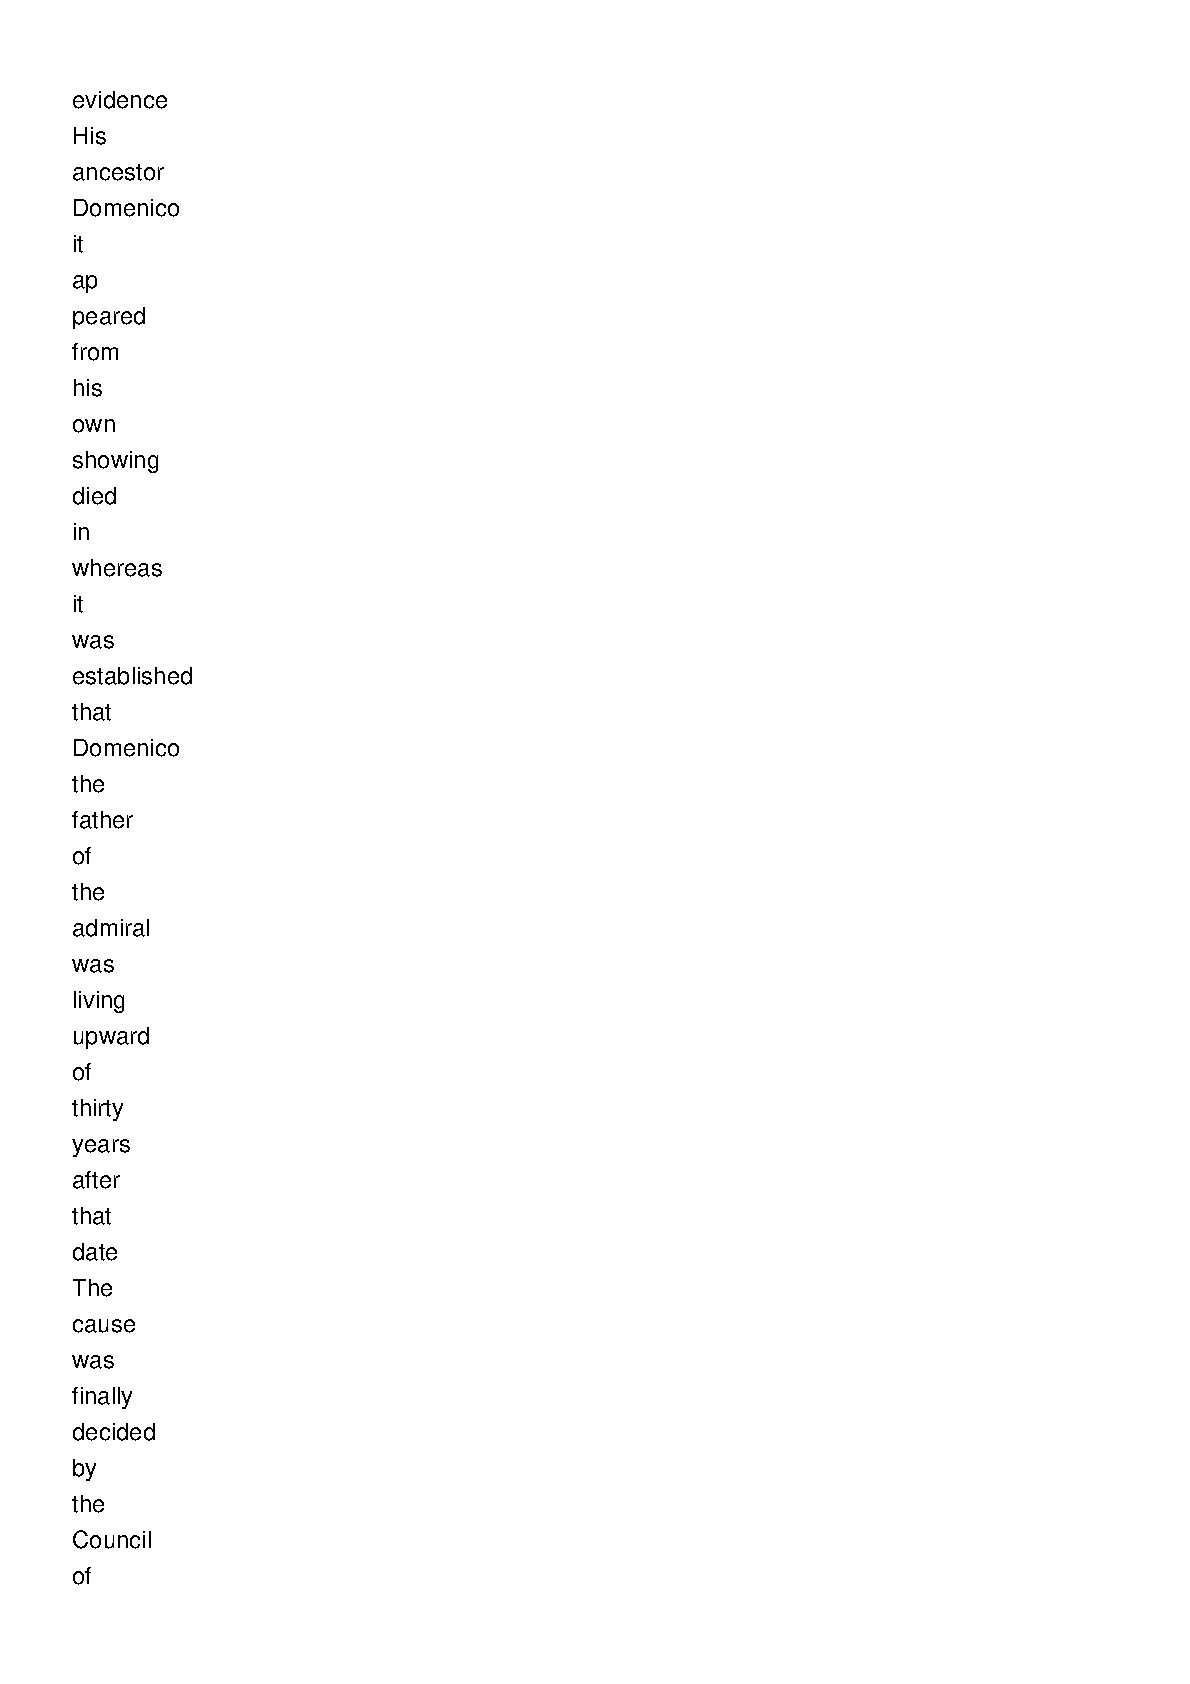 evidence
His
ancestor
Domenico
it
ap
peared
from
his
own
showing
died
in
whereas
it
was
established
that
Domenico
the
father
of
the
admiral
was
living
upward
of
thirty
years
after
that
date
The
cause
was
finally
decided
by
the
Council
of